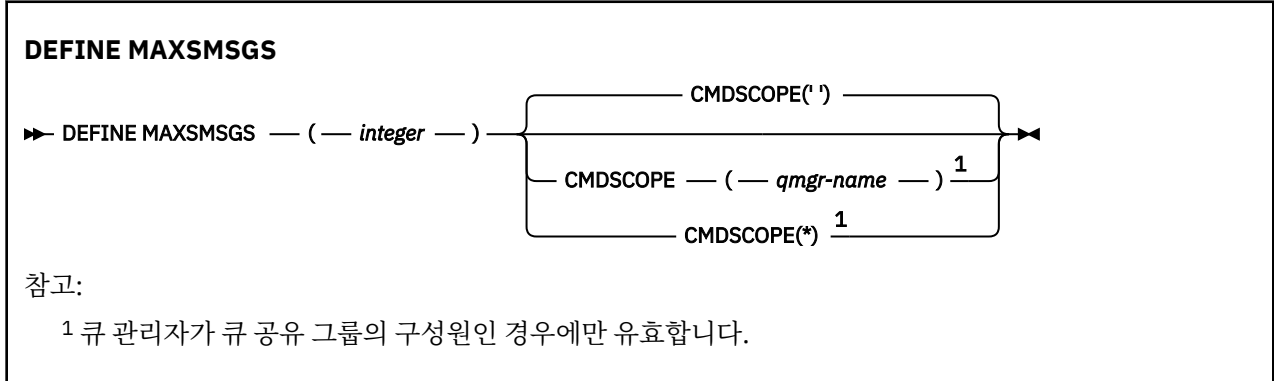 DEFINE MAXSMSGS
CMDSCOPE(' ')
DEFINE MAXSMSGS ( integer )
CMDSCOPE ( qmgr-name ) 1
CMDSCOPE(*) 1
참고:
1 큐 관리자가 큐 공유 그룹의 구성원인 경우에만 유효합니다.